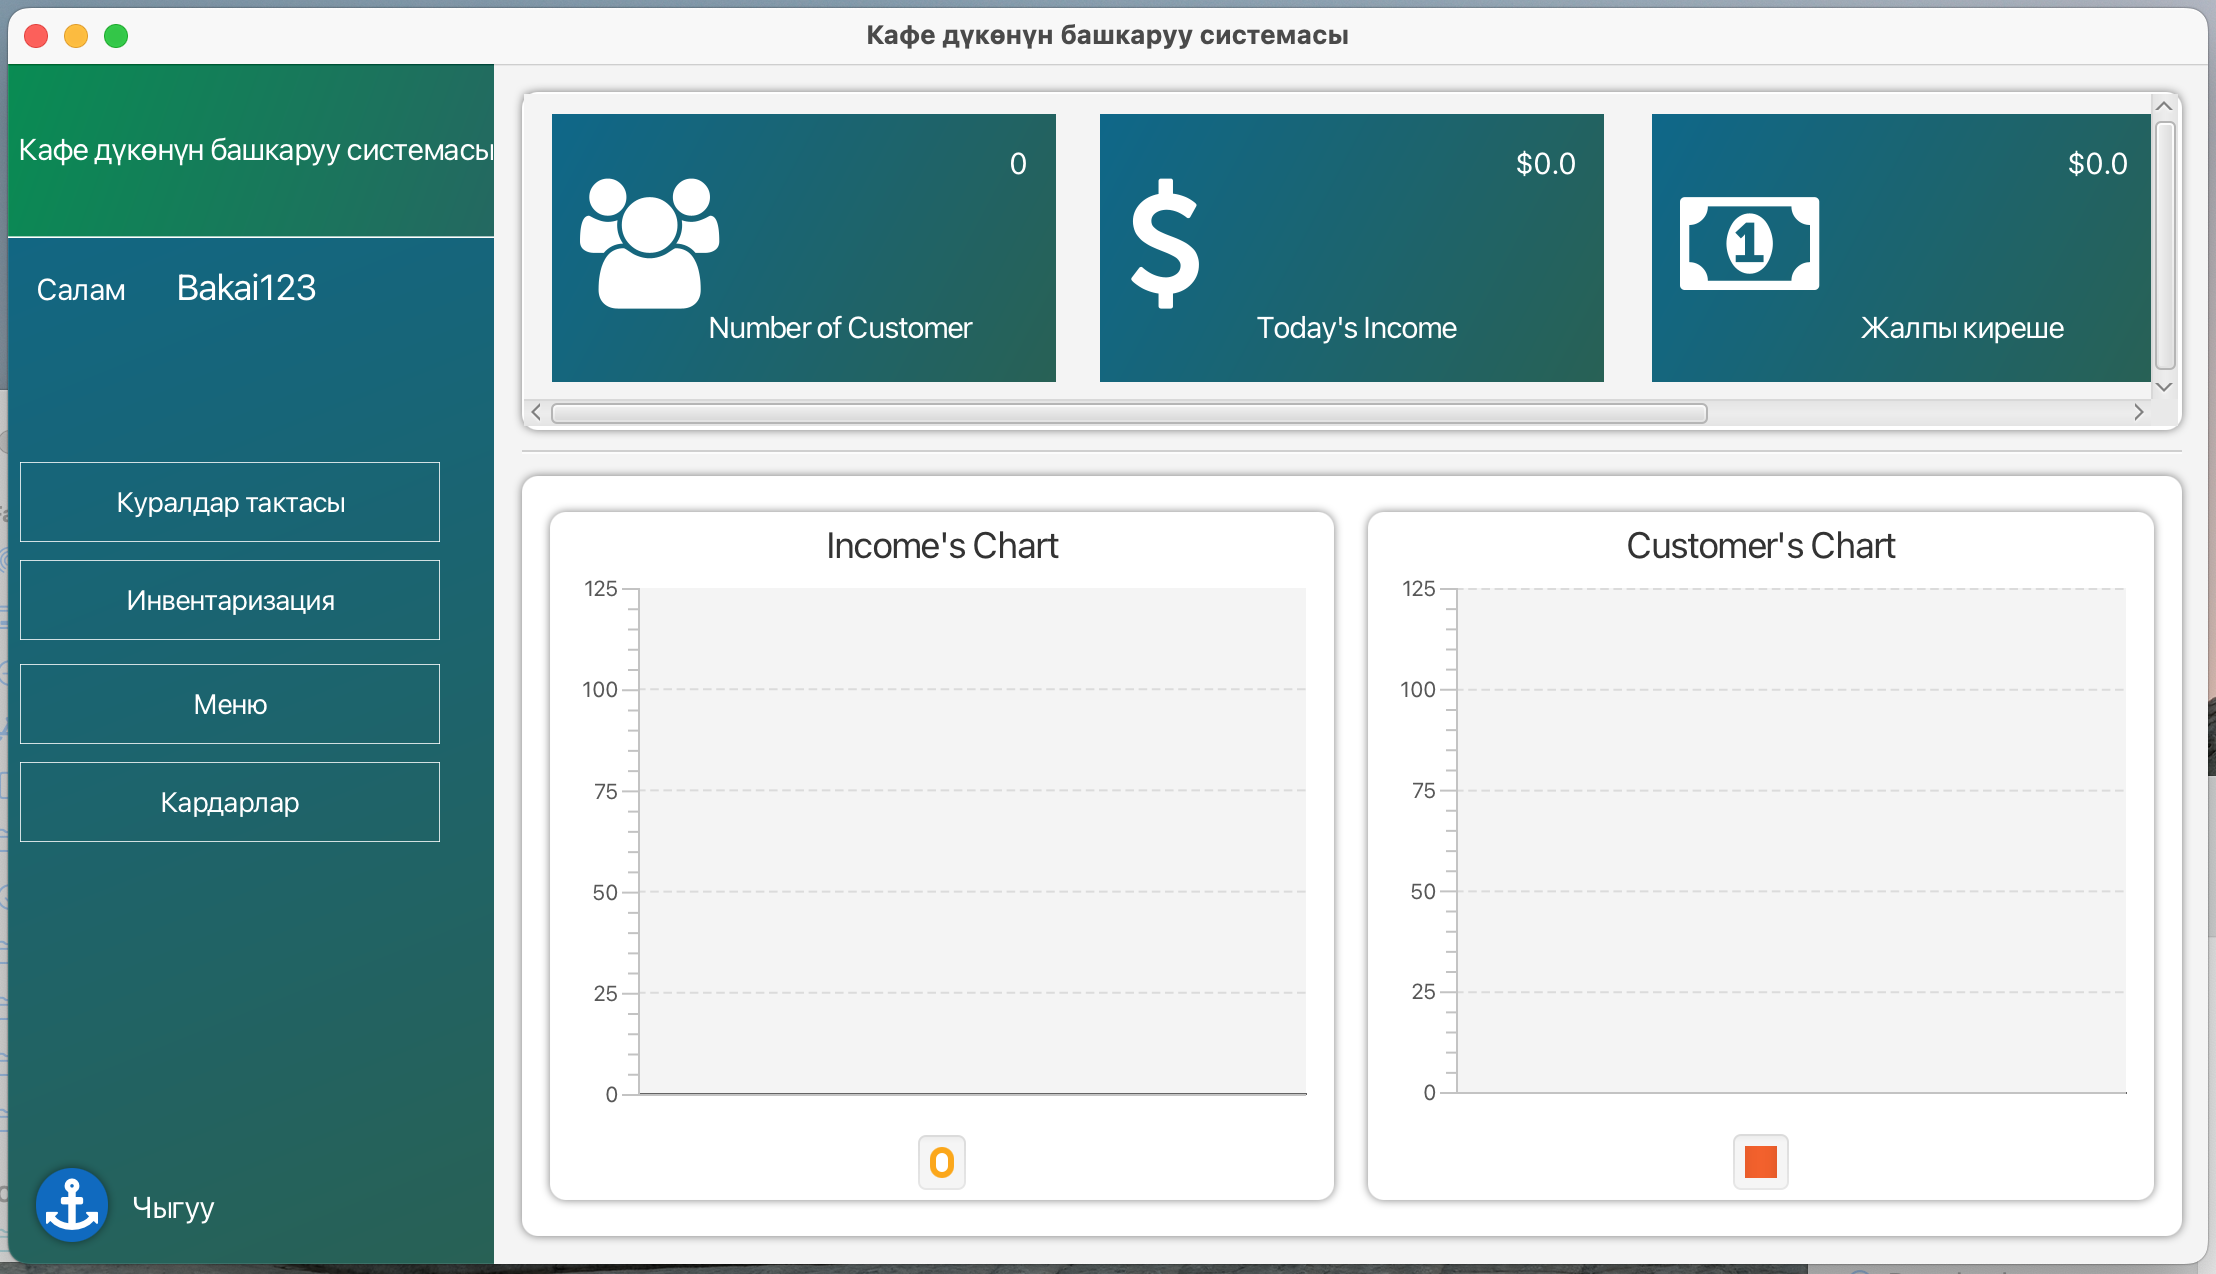 Кафе дүкөнүн башкаруу системасы
Кафе дүкөнүн башкаруу системасы
Салам Bakai123
Куралдар тактасы
Инвентаризация
Меню
Кардарлар
Чыгуу
0
Number of Customer
$0.0
Today's Income
$0.0
1
Жалпы киреше
Income's Chart
125
100
75
50
25
0
Customer's Chart
125
100
75
50
25
0